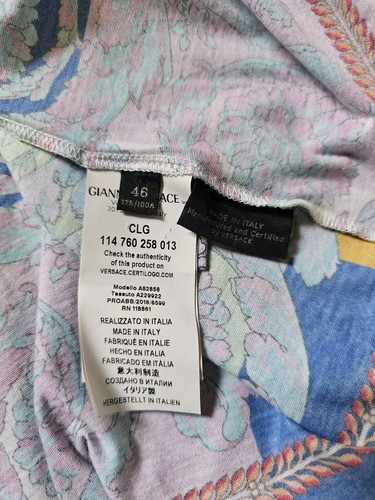 46
175/100A
MADE IN ITALY
Manufactured and Certified
by VERSACE
GIANN
ACE
CLG
114 760 258 013
Check the authenticity
of this product on
VERSACE.CERTILOGO.COM
Modello A82858
Tessuto A229922
PROABB/2018/6599
RN 118861
REALIZZATO IN ITALIA
MADE IN ITALY
FABRIQUÉ EN ITALIE
HECHO EN ITALIA
FABRICADO EM ITÁLIA
意大利制造
СОЗДАНО В ИТАЛИИ
イタリア製
HERGESTELLT IN ITALIEN